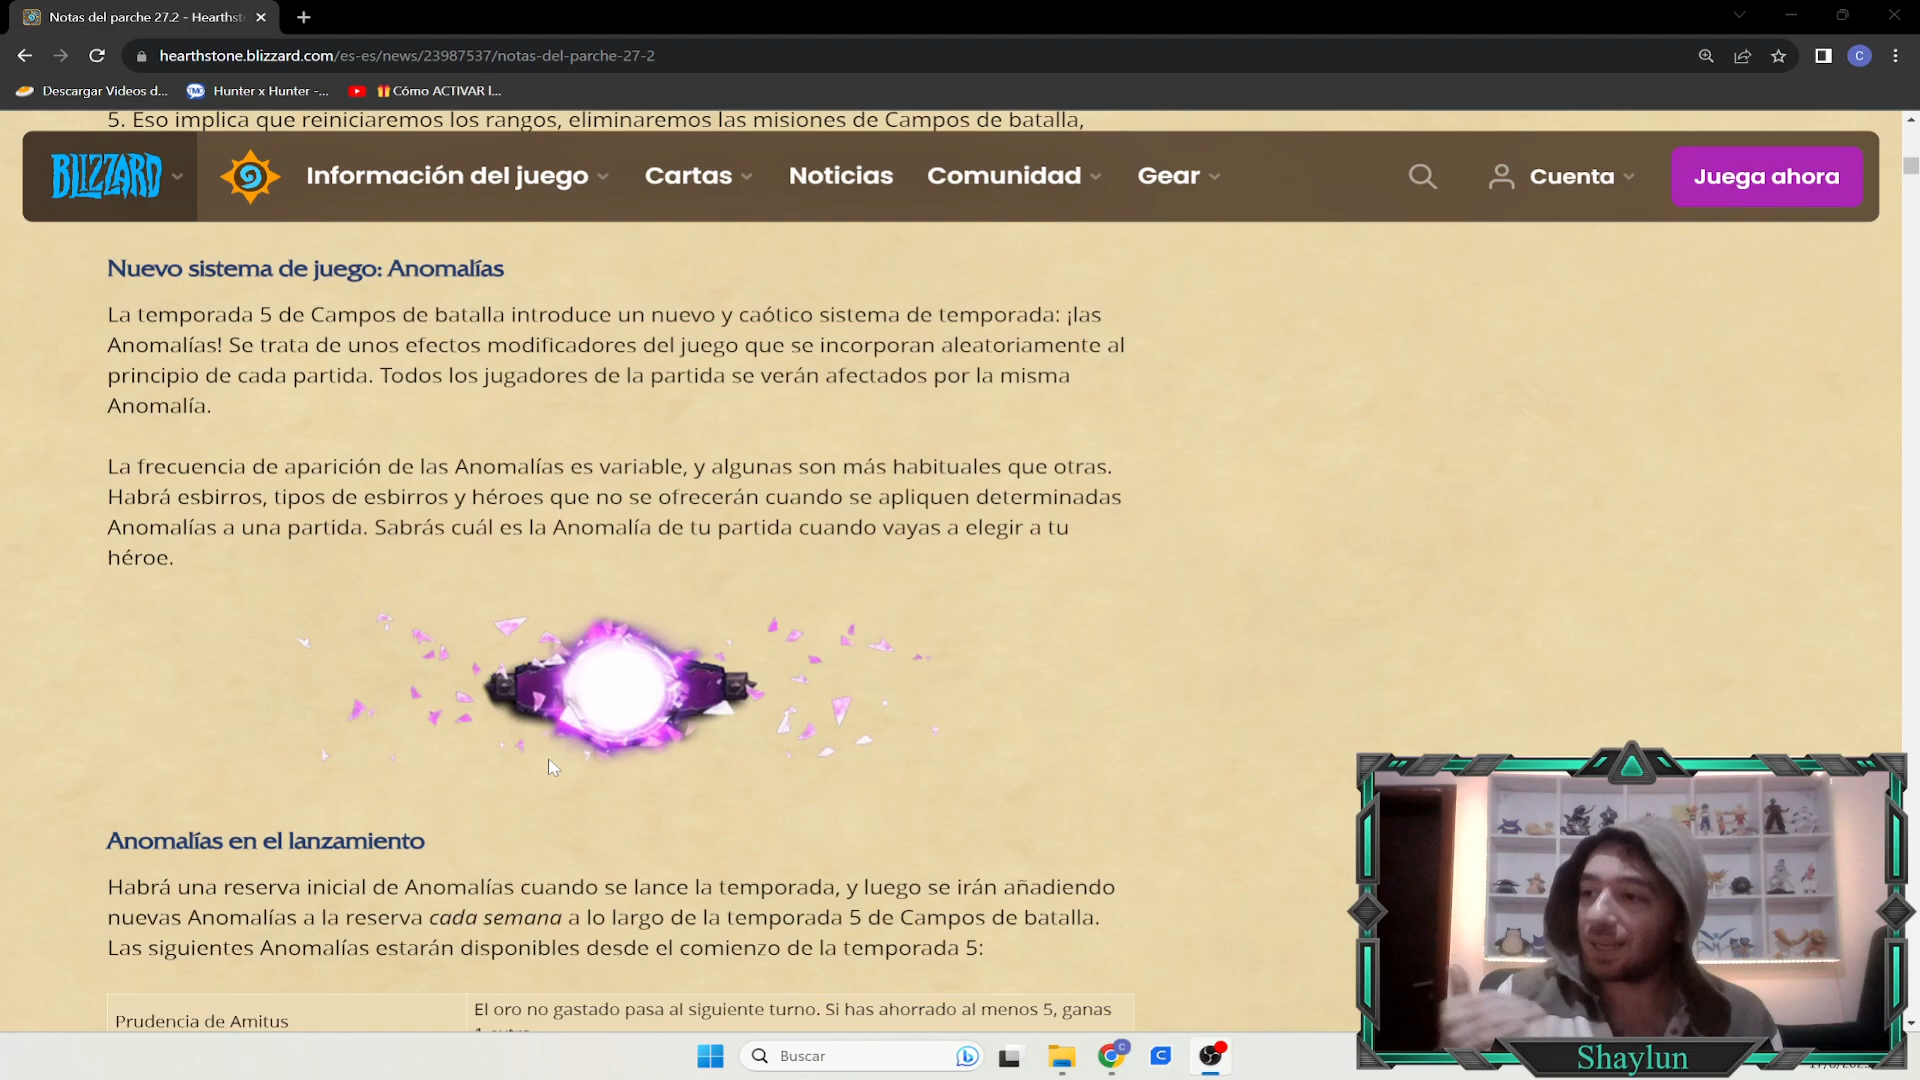 Notas del parche 27.2 - Hearthst
hearthstone.blizzard.com/es-es/news/23987537/notas-del-parche-27-2
C
Descargar Videos d...
TMO
Hunter x Hunter -...
Cómo ACTIVAR l...
5. Eso implica que reiniciaremos los rangos, eliminaremos las misiones de Campos de batalla,
BLIZZARD
Información del juego
Cartas
Noticias
Comunidad
Gear
Cuenta
Juega ahora
Nuevo sistema de juego: Anomalías
La temporada 5 de Campos de batalla introduce un nuevo y caótico sistema de temporada: ¡las
Anomalías! Se trata de unos efectos modificadores del juego que se incorporan aleatoriamente al
principio de cada partida. Todos los jugadores de la partida se verán afectados por la misma
Anomalía.
La frecuencia de aparición de las Anomalías es variable, y algunas son más habituales que otras.
Habrá esbirros, tipos de esbirros y héroes que no se ofrecerán cuando se apliquen determinadas
Anomalías a una partida. Sabrás cuál es la Anomalía de tu partida cuando vayas a elegir a tu
héroe.
Anomalías en el lanzamiento
Habrá una reserva inicial de Anomalías cuando se lance la temporada, y luego se irán añadiendo
nuevas Anomalías a la reserva cada semana a lo largo de la temporada 5 de Campos de batalla.
Las siguientes Anomalías estarán disponibles desde el comienzo de la temporada 5:
Prudencia de Amitus
El oro no gastado pasa al siguiente turno. Si has ahorrado al menos 5, ganas
Buscar
Shaylun